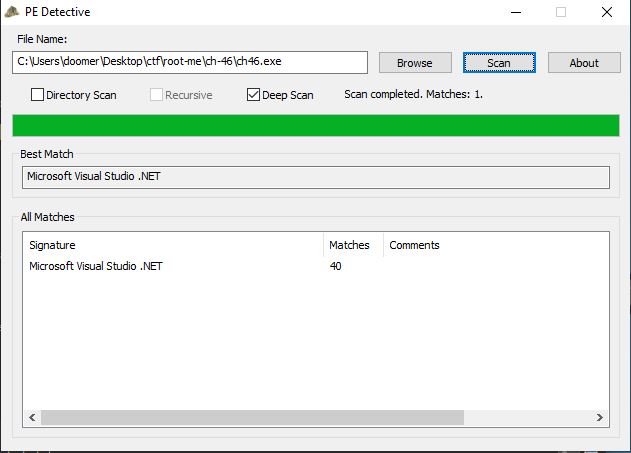 PE Detective
File Name:
C:\Users\doomer\Desktop\ctf\root-me\ch-46\ch46.exe Browse Scan About
Directory Scan Recursive Deep Scan Scan completed. Matches: 1.
Best Match
Microsoft Visual Studio .NET
All Matches
Signature Matches Comments
Microsoft Visual Studio .NET 40